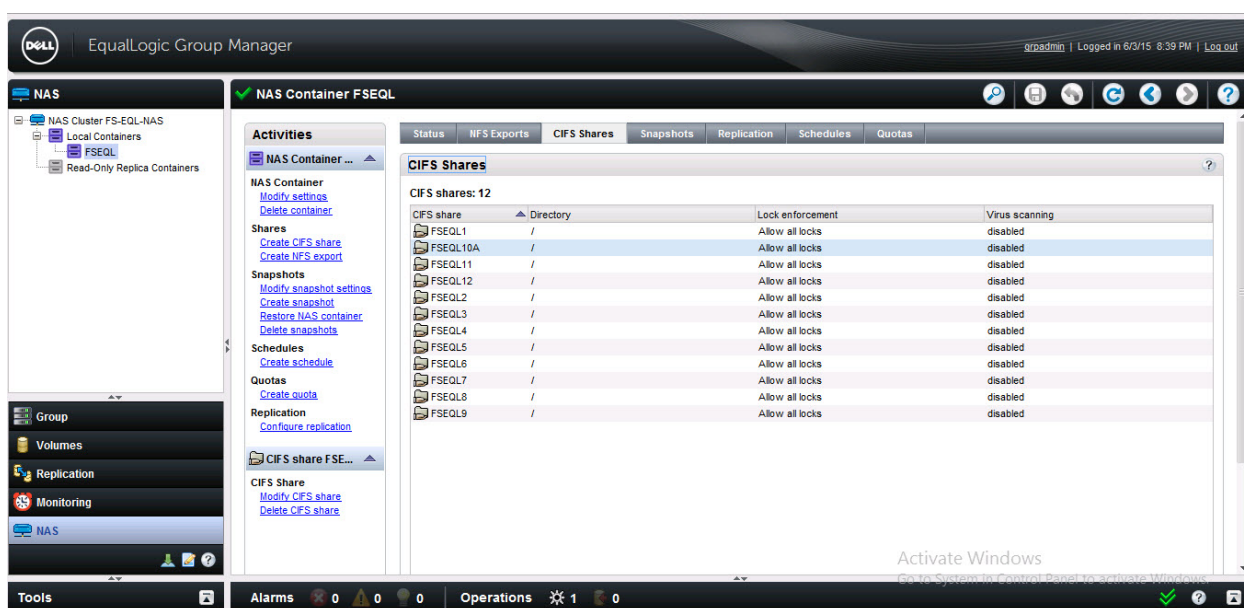 DELL EqualLogic Group Manager
grpadmin | Logged in 6/3/15 8:39 PM | Log out
NAS
NAS Cluster FS-EQL-NAS
Local Containers
FSEQL
Read-Only Replica Containers
Group
Volumes
Replication
Monitoring
NAS
Tools
NAS Container FSEQL
Activities
NAS Container ...
NAS Container
Modify settings
Delete container
Shares
Create CIFS share
Create NFS export
Snapshots
Modify snapshot settings
Create snapshot
Restore NAS container
Delete snapshots
Schedules
Create schedule
Quotas
Create quota
Replication
Configure replication
CIFS share FSE...
CIFS Share
Modify CIFS share
Delete CIFS share
Status NFS Exports CIFS Shares Snapshots Replication Schedules Quotas
CIFS Shares
CIFS shares: 12
CIFS share Directory Lock enforcement Virus scanning
FSEQL1 / Allow all locks disabled
FSEQL10A / Allow all locks disabled
FSEQL11 / Allow all locks disabled
FSEQL12 / Allow all locks disabled
FSEQL2 / Allow all locks disabled
FSEQL3 / Allow all locks disabled
FSEQL4 / Allow all locks disabled
FSEQL5 / Allow all locks disabled
FSEQL6 / Allow all locks disabled
FSEQL7 / Allow all locks disabled
FSEQL8 / Allow all locks disabled
FSEQL9 / Allow all locks disabled
Activate Windows
Go to System in Control Panel to activate Windows.
Alarms 0 0 0 Operations 1 0